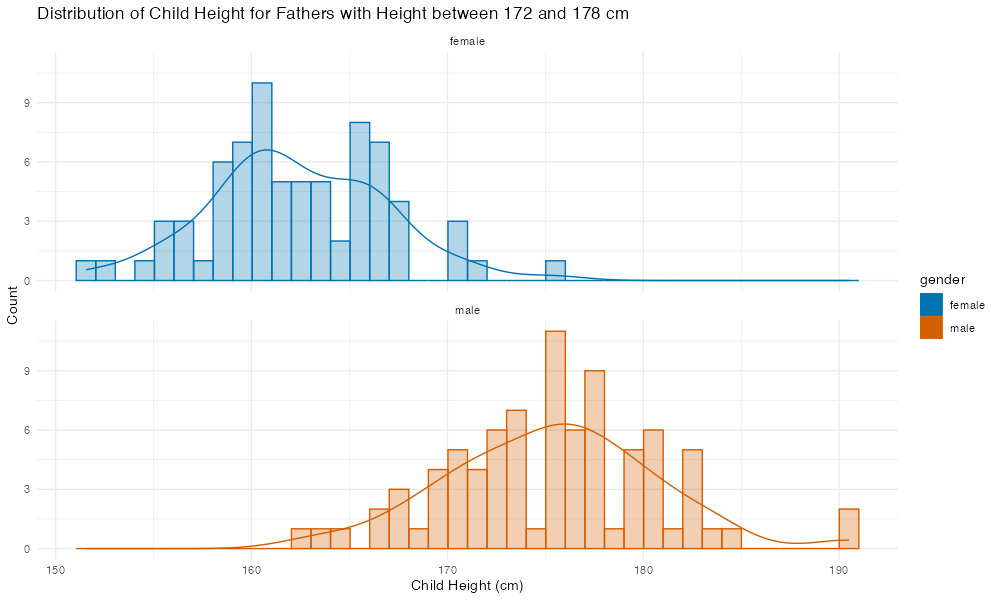 Distribution of Child Height for Fathers with Height between 172 and 178 cm
female
9
6
3
0
male
9
6
3
0
150 160 170 180 190
Child Height (cm)
Count
gender
female
male